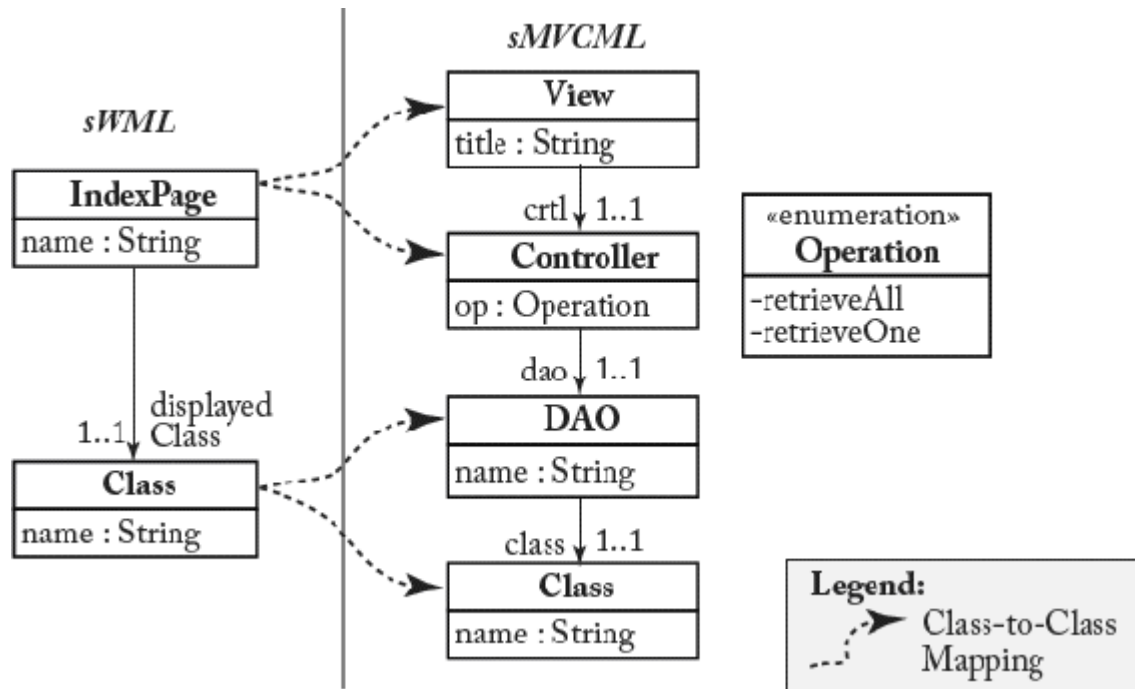 sWML
IndexPage
name : String
displayed
1..1 Class
Class
name : String
sMVCML
View
title : String
crtl 1..1
Controller
op : Operation
dao 1..1
DAO
name : String
class 1..1
Class
name : String
«enumeration»
Operation
-retrieveAll
-retrieveOne
Legend:
Class-to-Class
Mapping